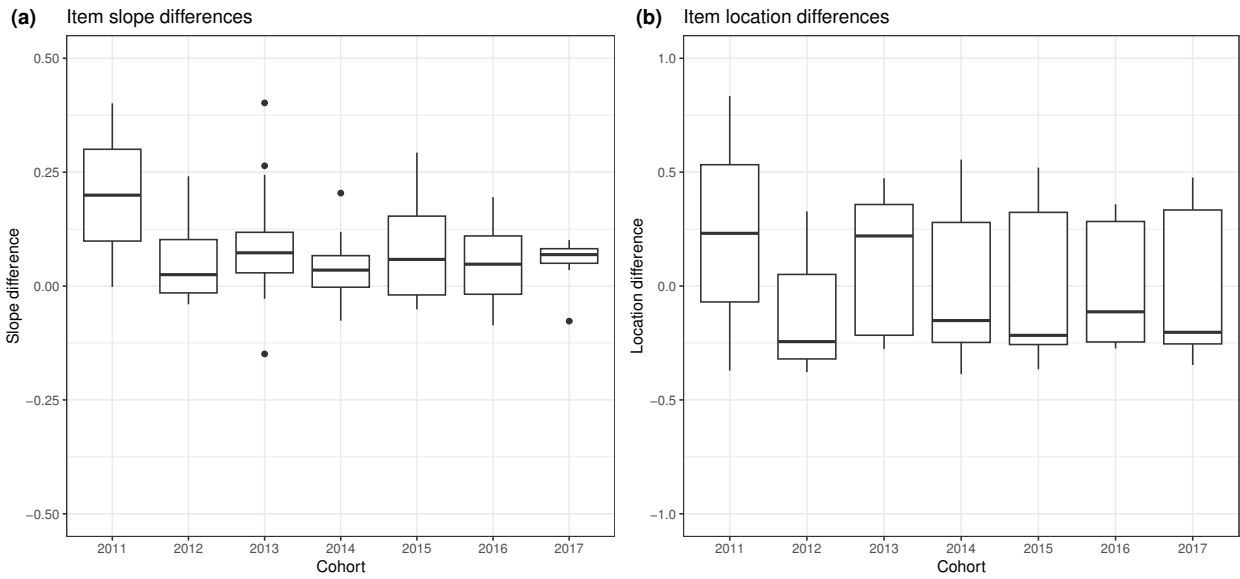 (a) Item slope differences
0.50
0.25
0.00
−0.25
−0.50
Slope difference
2011 2012 2013 2014 2015 2016 2017
Cohort
(b) Item location differences
1.0
0.5
0.0
−0.5
−1.0
Location difference
2011 2012 2013 2014 2015 2016 2017
Cohort